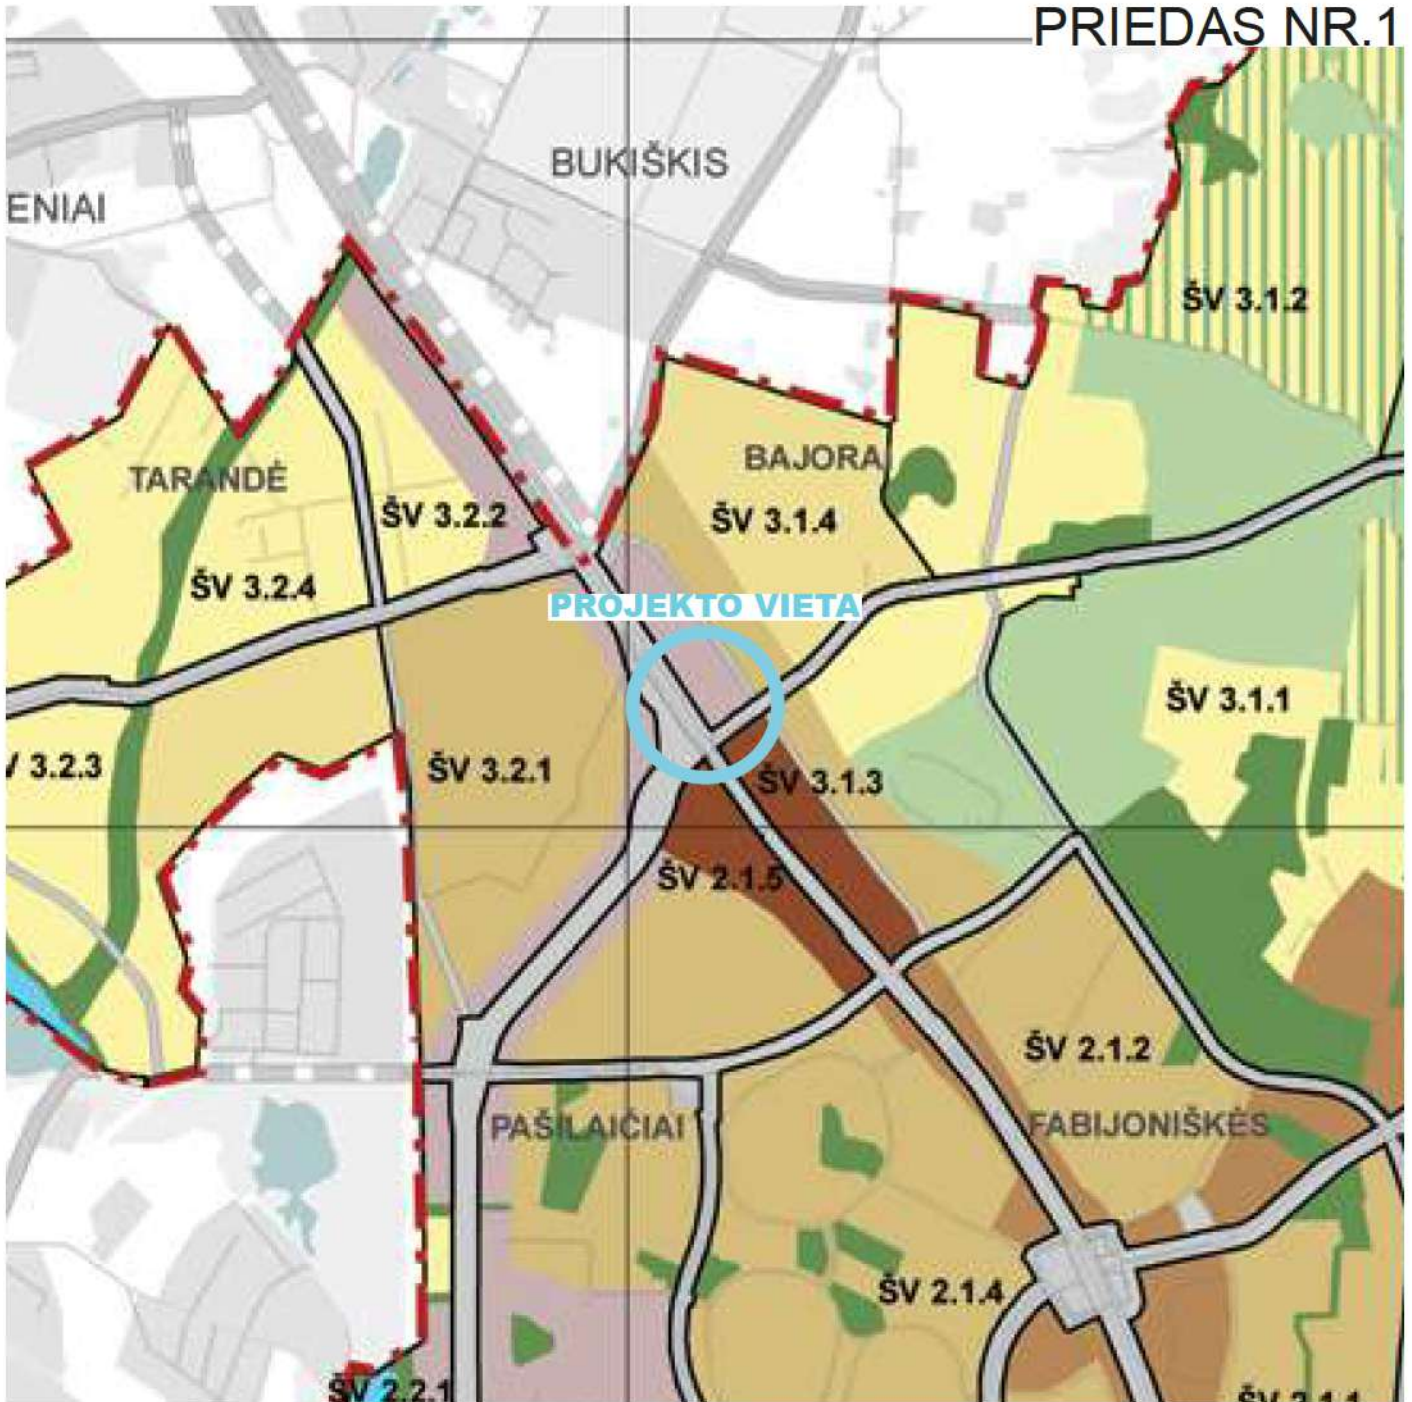 PRIEDAS NR.1
BUKIŠKIS
ENIAI
ŠV 3.1.2
TARANDĖ
BAJORA
ŠV 3.2.2
ŠV 3.1.4
ŠV 3.2.4
PROJEKTO VIETA
ŠV 3.1.1
V 3.2.3
ŠV 3.2.1
ŠV 3.1.3
ŠV 2.1.5
ŠV 2.1.2
PAŠILAIČIAI
FABIJONIŠKĖS
ŠV 2.1.4
ŠV 2.2.1